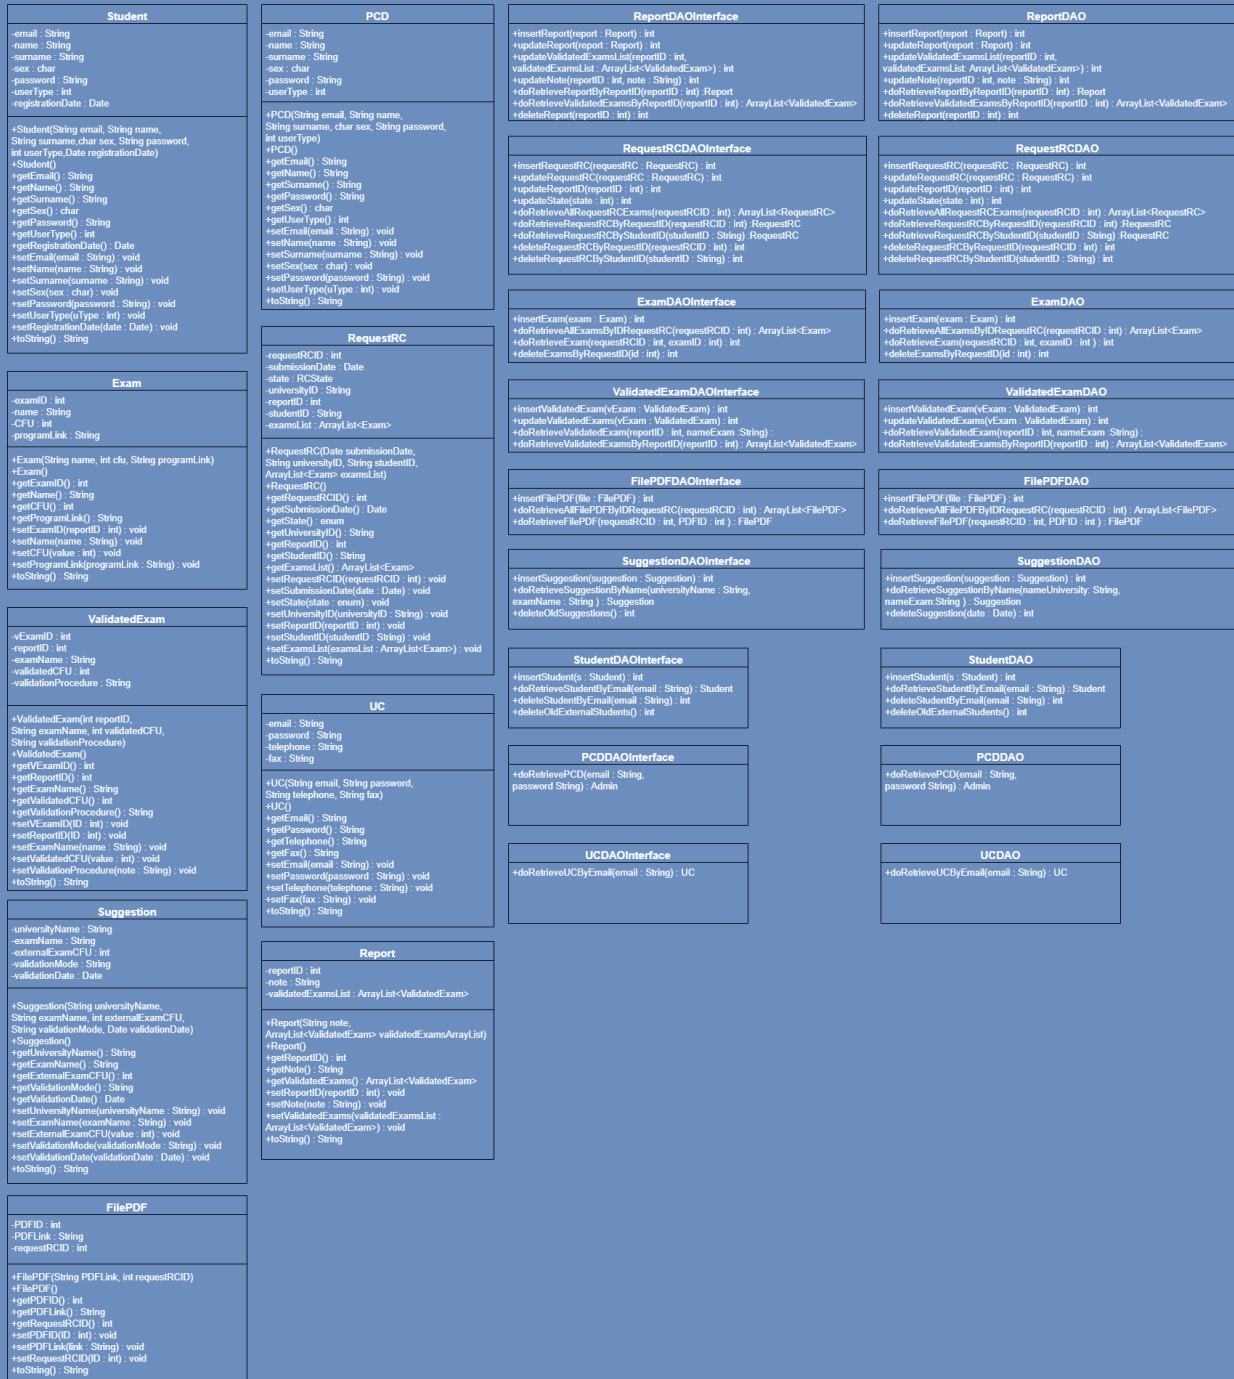 Student
-email : String
-name : String
-surname : String
-sex : char
-password : String
-userType : int
-registrationDate : Date
+Student(String email, String name,
String surname,char sex, String password,
int userType,Date registrationDate)
+Student()
+getEmail() : String
+getName() : String
+getSurname() : String
+getSex() : char
+getPassword() : String
+getUserType() : int
+getRegistrationDate() : Date
+setEmail(email : String) : void
+setName(name : String) : void
+setSurname(surname : String) : void
+setSex(sex : char) : void
+setPassword(password : String) : void
+setUserType(uType : int) : void
+setRegistrationDate(date : Date) : void
+toString() : String
Exam
-examID : int
-name : String
-CFU : int
-programLink : String
+Exam(String name, int cfu, String programLink)
+Exam()
+getExamID() : int
+getName() : String
+getCFU() : int
+getProgramLink() : String
+setExamID(reportID : int) : void
+setName(name : String) : void
+setCFU(value : int) : void
+setProgramLink(programLink : String) : void
+toString() : String
ValidatedExam
-vExamID : int
-reportID : int
-examName : String
-validatedCFU : int
-validationProcedure : String
+ValidatedExam(int reportID,
String examName, int validatedCFU,
String validationProcedure)
+ValidatedExam()
+getVExamID() : int
+getReportID() : int
+getExamName() : String
+getValidatedCFU() : int
+getValidationProcedure() : String
+setVExamID(ID : int) : void
+setReportID(ID : int) : void
+setExamName(name : String) : void
+setValidatedCFU(value : int) : void
+setValidationProcedure(note : String) : void
+toString() : String
Suggestion
-universityName : String
-examName : String
-externalExamCFU : int
-validationMode : String
-validationDate : Date
+Suggestion(String universityName,
String examName, int externalExamCFU,
String validationMode, Date validationDate)
+Suggestion()
+getUniversityName() : String
+getExamName() : String
+getExternalExamCFU() : int
+getValidationMode() : String
+getValidationDate() : Date
+setUniversityName(universityName : String) : void
+setExamName(examName : String) : void
+setExternalExamCFU(value : int) : void
+setValidationMode(validationMode : String) : void
+setValidationDate(validationDate : Date) : void
+toString() : String
FilePDF
-PDFID : int
-PDFLink : String
-requestRCID : int
+FilePDF(String PDFLink, int requestRCID)
+FilePDF()
+getPDFID() : int
+getPDFLink() : String
+getRequestRCID() : int
+setPDFID(ID : int) : void
+setPDFLink(link : String) : void
+setRequestRCID(ID : int) : void
+toString() : String
PCD
-email : String
-name : String
-surname : String
-sex : char
-password : String
-userType : int
+PCD(String email, String name,
String surname, char sex, String password,
int userType)
+PCD()
+getEmail() : String
+getName() : String
+getSurname() : String
+getPassword() : String
+getSex() : char
+getUserType() : int
+setEmail(email : String) : void
+setName(name : String) : void
+setSurname(surname : String) : void
+setSex(sex : char) : void
+setPassword(password : String) : void
+setUserType(uType : int) : void
+toString() : String
RequestRC
-requestRCID : int
-submissionDate : Date
-state : RCState
-universityID : String
-reportID : int
-studentID : String
-examsList : ArrayList<Exam>
+RequestRC(Date submissionDate,
String universityID, String studentID,
ArrayList<Exam> examsList)
+RequestRC()
+getRequestRCID() : int
+getSubmissionDate() : Date
+getState() : enum
+getUniversityID() : String
+getReportID() : int
+getStudentID() : String
+getExamsList() : ArrayList<Exam>
+setRequestRCID(requestRCID : int) : void
+setSubmissionDate(date : Date) : void
+setState(state : enum) : void
+setUniversityID(universityID : String) : void
+setReportID(reportID : int) : void
+setStudentID(studentID : String) : void
+setExamsList(examsList : ArrayList<Exam>) : void
+toString() : String
UC
-email : String
-password : String
-telephone : String
-fax : String
+UC(String email, String password,
String telephone, String fax)
+UC()
+getEmail() : String
+getPassword() : String
+getTelephone() : String
+getFax() : String
+setEmail(email : String) : void
+setPassword(password : String) : void
+setTelephone(telephone : String) : void
+setFax(fax : String) : void
+toString() : String
Report
-reportID : int
-note : String
-validatedExamsList : ArrayList<ValidatedExam>
+Report(String note,
ArrayList<ValidatedExam> validatedExamsArrayList)
+Report()
+getReportID() : int
+getNote() : String
+getValidatedExams() : ArrayList<ValidatedExam>
+setReportID(reportID : int) : void
+setNote(note : String) : void
+setValidatedExams(validatedExamsList :
ArrayList<ValidatedExam>) : void
+toString() : String
ReportDAOInterface
+insertReport(report : Report) : int
+updateReport(report : Report) : int
+updateValidatedExamsList(reportID : int,
validatedExamsList : ArrayList<ValidatedExam>) : int
+updateNote(reportID : int, note : String) : int
+doRetrieveReportByReportID(reportID : int) :Report
+doRetrieveValidatedExamsByReportID(reportID : int) : ArrayList<ValidatedExam>
+deleteReport(reportID : int) : int
RequestRCDAOInterface
+insertRequestRC(requestRC : RequestRC) : int
+updateRequestRC(requestRC : RequestRC) : int
+updateReportID(reportID : int) : int
+updateState(state : int) : int
+doRetrieveAllRequestRCExams(requestRCID : int) : ArrayList<RequestRC>
+doRetrieveRequestRCByRequestID(requestRCID : int) :RequestRC
+doRetrieveRequestRCByStudentID(studentID : String) :RequestRC
+deleteRequestRCByRequestID(requestRCID : int) : int
+deleteRequestRCByStudentID(studentID : String) : int
ExamDAOInterface
+insertExam(exam : Exam) : int
+doRetrieveAllExamsByIDRequestRC(requestRCID : int) : ArrayList<Exam>
+doRetrieveExam(requestRCID : int, examID : int) : int
+deleteExamsByRequestID(id : int) : int
ValidatedExamDAOInterface
+insertValidatedExam(vExam : ValidatedExam) : int
+updateValidatedExams(vExam : ValidatedExam) : int
+doRetrieveValidatedExam(reportID : int, nameExam :String) :
+doRetrieveValidatedExamsByReportID(reportID : int) : ArrayList<ValidatedExam>
FilePDFDAOInterface
+insertFilePDF(file : FilePDF) : int
+doRetrieveAllFilePDFByIDRequestRC(requestRCID : int) : ArrayList<FilePDF>
+doRetrieveFilePDF(requestRCID : int, PDFID : int ) : FilePDF
SuggestionDAOInterface
+insertSuggestion(suggestion : Suggestion) : int
+doRetrieveSuggestionByName(universityName : String,
examName : String ) : Suggestion
+deleteOldSuggestions() : int
StudentDAOInterface
+insertStudent(s : Student) : int
+doRetrieveStudentByEmail(email : String) : Student
+deleteStudentByEmail(email : String) : int
+deleteOldExternalStudents() : int
PCDDAOInterface
+doRetrievePCD(email : String,
password String) : Admin
UCDAOInterface
+doRetrieveUCByEmail(email : String) : UC
ReportDAO
+insertReport(report : Report) : int
+updateReport(report : Report) : int
+updateValidatedExamsList(reportID : int,
validatedExamsList: ArrayList<ValidatedExam>) : int
+updateNote(reportID : int, note : String) : int
+doRetrieveReportByReportID(reportID : int) : Report
+doRetrieveValidatedExamsByReportID(reportID : int) : ArrayList<ValidatedExam>
+deleteReport(reportID : int) : int
RequestRCDAO
+insertRequestRC(requestRC : RequestRC) : int
+updateRequestRC(requestRC : RequestRC) : int
+updateReportID(reportID : int) : int
+updateState(state : int) : int
+doRetrieveAllRequestRCExams(requestRCID : int) : ArrayList<RequestRC>
+doRetrieveRequestRCByRequestID(requestRCID : int) :RequestRC
+doRetrieveRequestRCByStudentID(studentID : String) :RequestRC
+deleteRequestRCByRequestID(requestRCID : int) : int
+deleteRequestRCByStudentID(studentID : String) : int
ExamDAO
+insertExam(exam : Exam) : int
+doRetrieveAllExamsByIDRequestRC(requestRCID : int) : ArrayList<Exam>
+doRetrieveExam(requestRCID : int, examID : int ) : int
+deleteExamsByRequestID(id : int) : int
ValidatedExamDAO
+insertValidatedExam(vExam : ValidatedExam) : int
+updateValidatedExams(vExam : ValidatedExam) : int
+doRetrieveValidatedExam(reportID : int, nameExam :String) :
+doRetrieveValidatedExamsByReportID(reportID : int) : ArrayList<ValidatedExam>
FilePDFDAO
+insertFilePDF(file : FilePDF) : int
+doRetrieveAllFilePDFByIDRequestRC(requestRCID : int) : ArrayList<FilePDF>
+doRetrieveFilePDF(requestRCID : int, PDFID : int ) : FilePDF
SuggestionDAO
+insertSuggestion(suggestion : Suggestion) : int
+doRetrieveSuggestionByName(nameUniversity: String,
nameExam:String ) : Suggestion
+deleteSuggestion(date : Date) : int
StudentDAO
+insertStudent(s : Student) : int
+doRetrieveStudentByEmail(email : String) : Student
+deleteStudentByEmail(email : String) : int
+deleteOldExternalStudents() : int
PCDDAO
+doRetrievePCD(email : String,
password String) : Admin
UCDAO
+doRetrieveUCByEmail(email : String) : UC